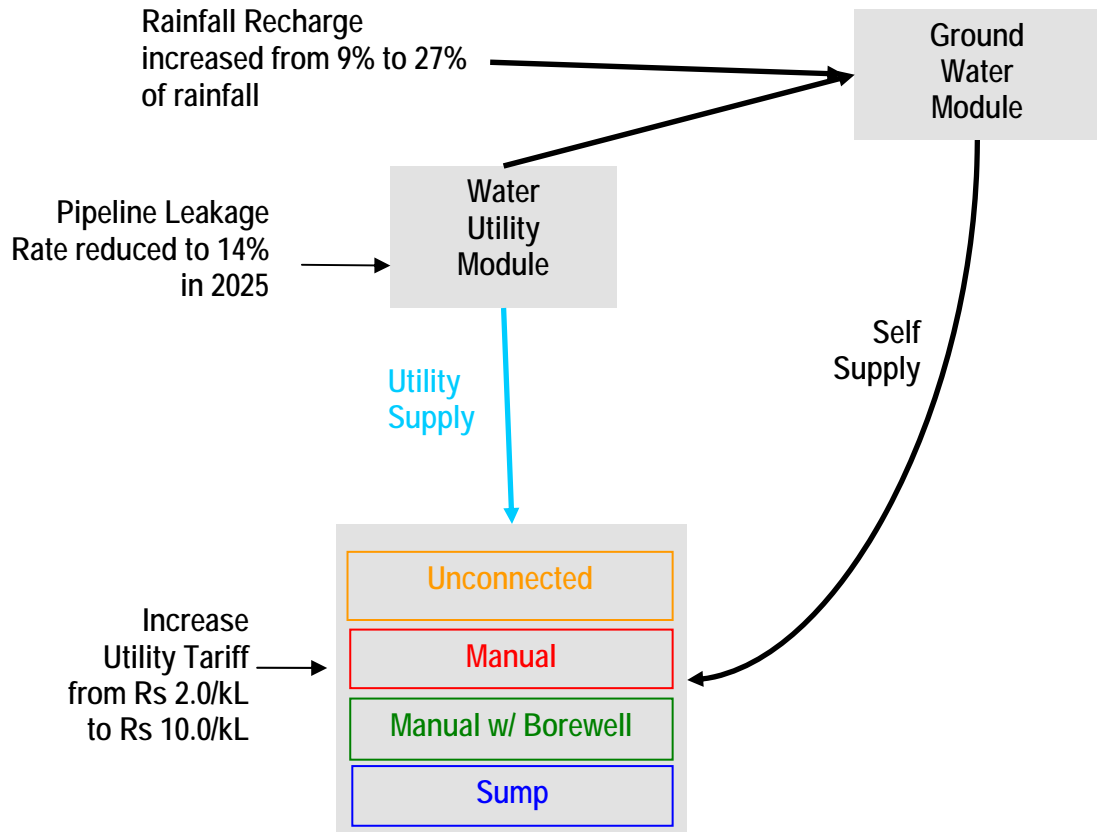 Rainfall Recharge
increased from 9% to 27%
of rainfall
Ground
Water
Module
Water
Utility
Module
Pipeline Leakage
Rate reduced to 14%
in 2025
Self
Supply
Utility
Supply
Unconnected
Manual
Manual w/ Borewell
Sump
Increase
Utility Tariff
from Rs 2.0/kL
to Rs 10.0/kL